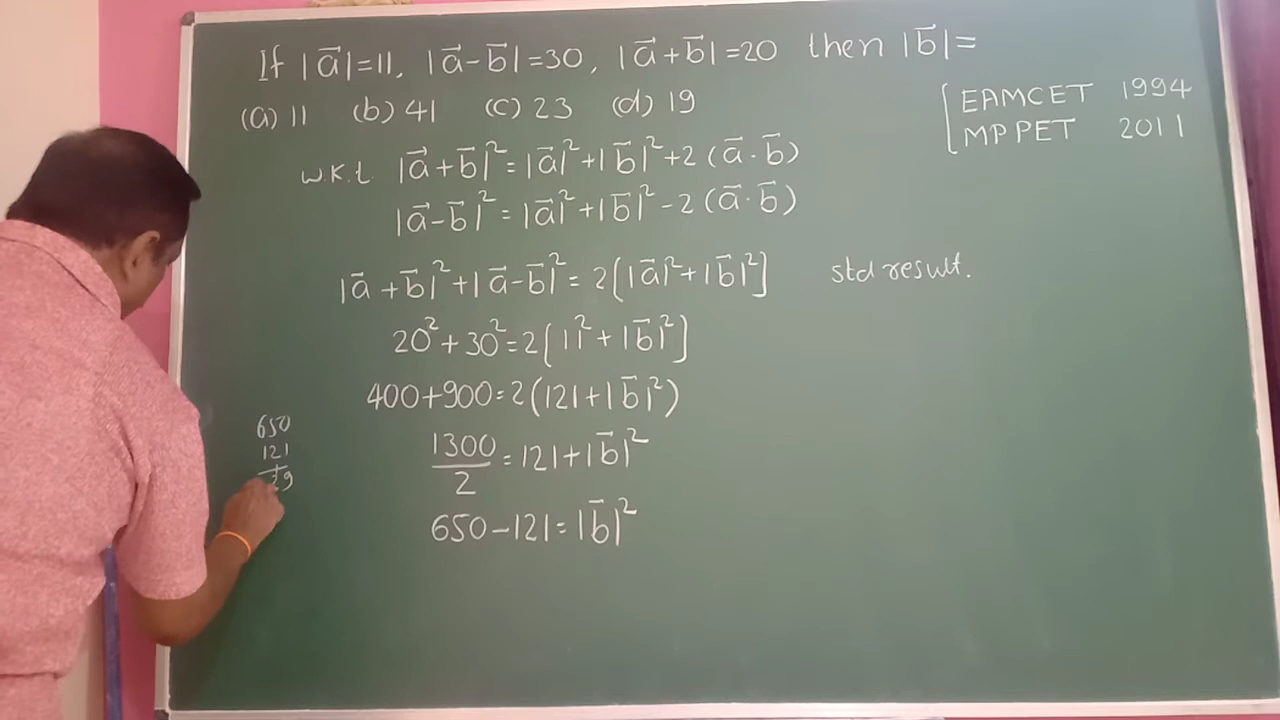 If |a⃗|=11, |a⃗-b⃗|=30, |a⃗+b⃗|=20 then |b⃗|=
(a) 11 (b) 41 (c) 23 (d) 19
[EAMCET 1994
MPPET 2011
w.k.t. |a⃗+b⃗|²=|a⃗|²+|b⃗|²+2(a⃗·b⃗)
|a⃗-b⃗|²=|a⃗|²+|b⃗|²-2(a⃗·b⃗)
|a⃗+b⃗|²+|a⃗-b⃗|²=2[|a⃗|²+|b⃗|²] std result.
20²+30²=2[11²+|b⃗|²]
400+900=2(121+|b⃗|²)
1300/2=121+|b⃗|²
650-121=|b⃗|²
650
121
29